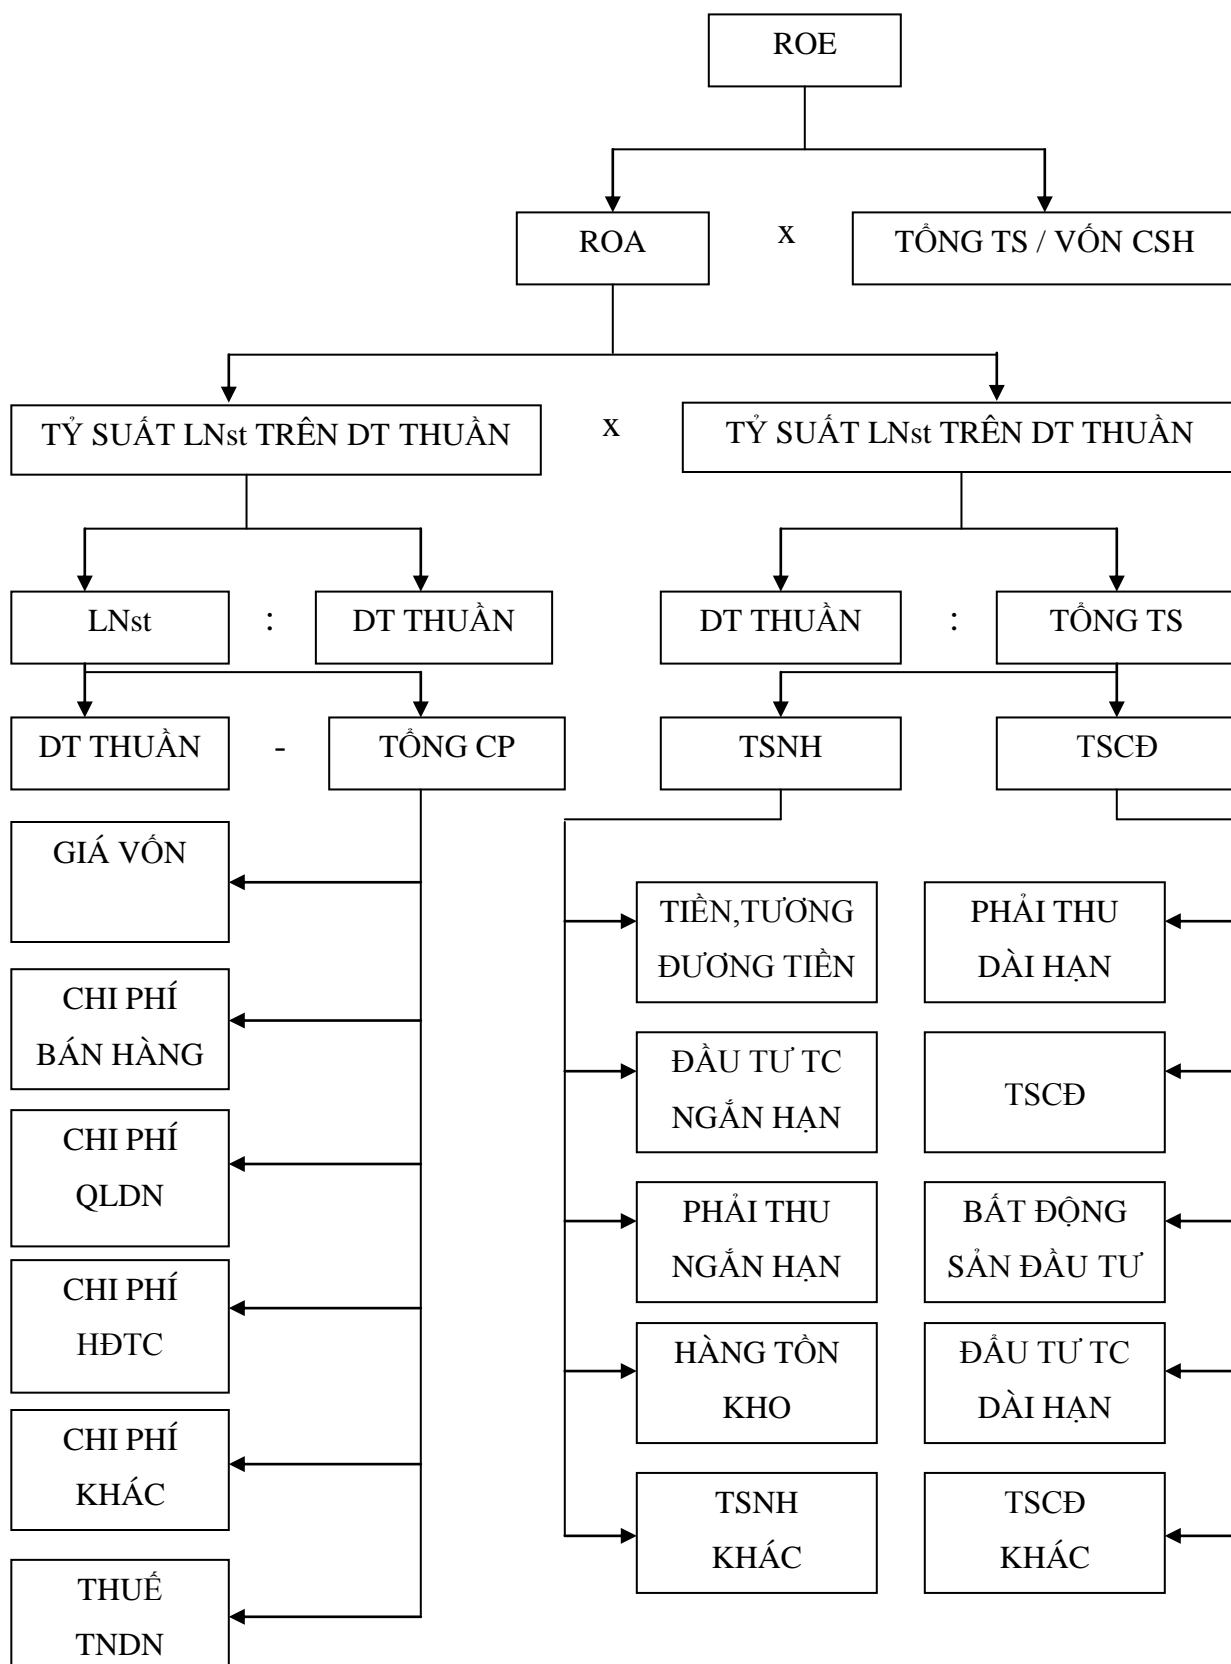 ROE
ROA
x
TỔNG TS / VỐN CSH
TỶ SUẤT LNst TRÊN DT THUẦN
x
TỶ SUẤT LNst TRÊN DT THUẦN
LNst
:
DT THUẦN
DT THUẦN
:
TỔNG TS
DT THUẦN
-
TỔNG CP
TSNH
TSCĐ
GIÁ VỐN
CHI PHÍ
BÁN HÀNG
CHI PHÍ
QLDN
CHI PHÍ
HĐTC
CHI PHÍ
KHÁC
THUẾ
TNDN
TIỀN,TƯƠNG
ĐƯƠNG TIỀN
ĐẦU TƯ TC
NGẮN HẠN
PHẢI THU
NGẮN HẠN
HÀNG TỒN
KHO
TSNH
KHÁC
PHẢI THU
DÀI HẠN
TSCĐ
BẤT ĐỘNG
SẢN ĐẦU TƯ
ĐẨU TƯ TC
DÀI HẠN
TSCĐ
KHÁC